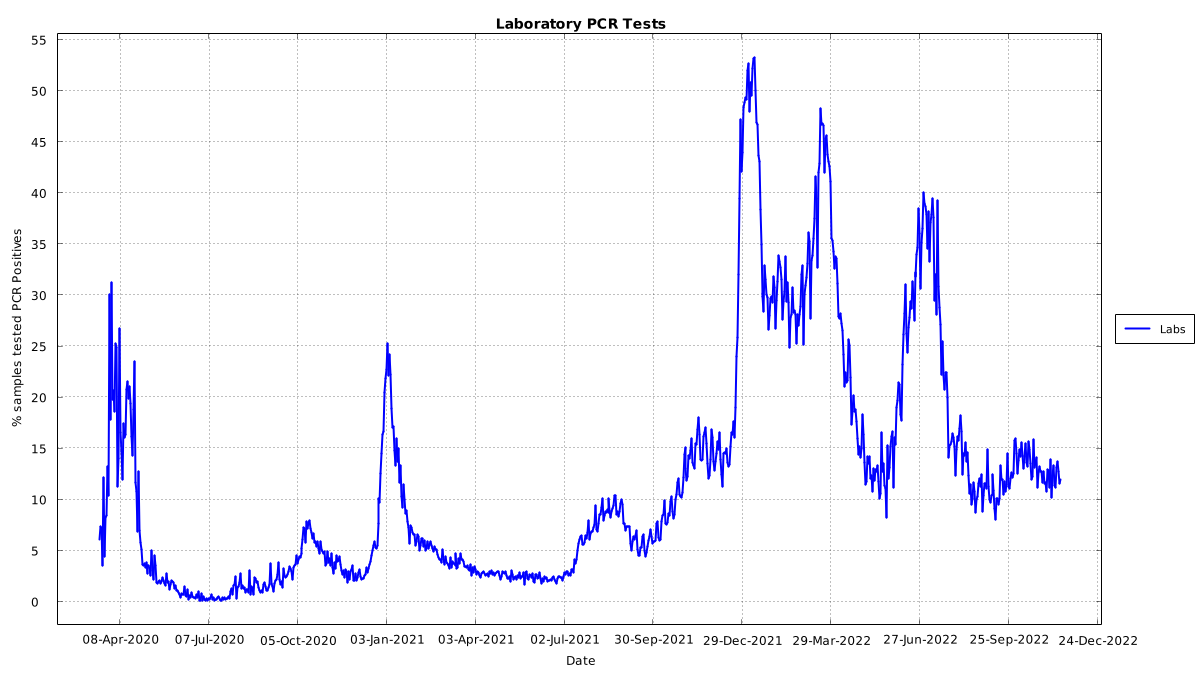 Laboratory PCR Tests
% samples tested PCR Positives
55
50
45
40
35
30
25
20
15
10
5
0
08-Apr-2020 07-Jul-2020 05-Oct-2020 03-Jan-2021 03-Apr-2021 02-Jul-2021 30-Sep-2021 29-Dec-2021 29-Mar-2022 27-Jun-2022 25-Sep-2022 24-Dec-2022
Date
Labs